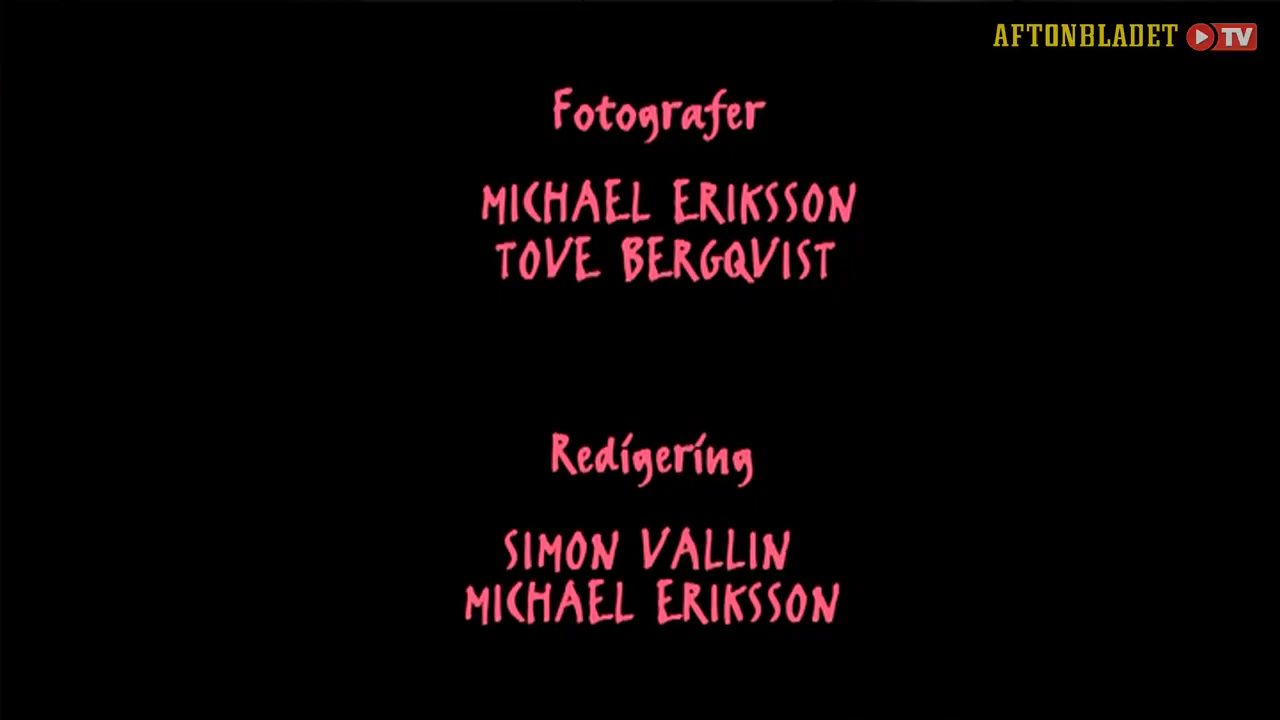 AFTONBLADET TV
Fotografer
MICHAEL ERIKSSON
TOVE BERGQVIST
Redigering
SIMON VALLIN
MICHAEL ERIKSSON